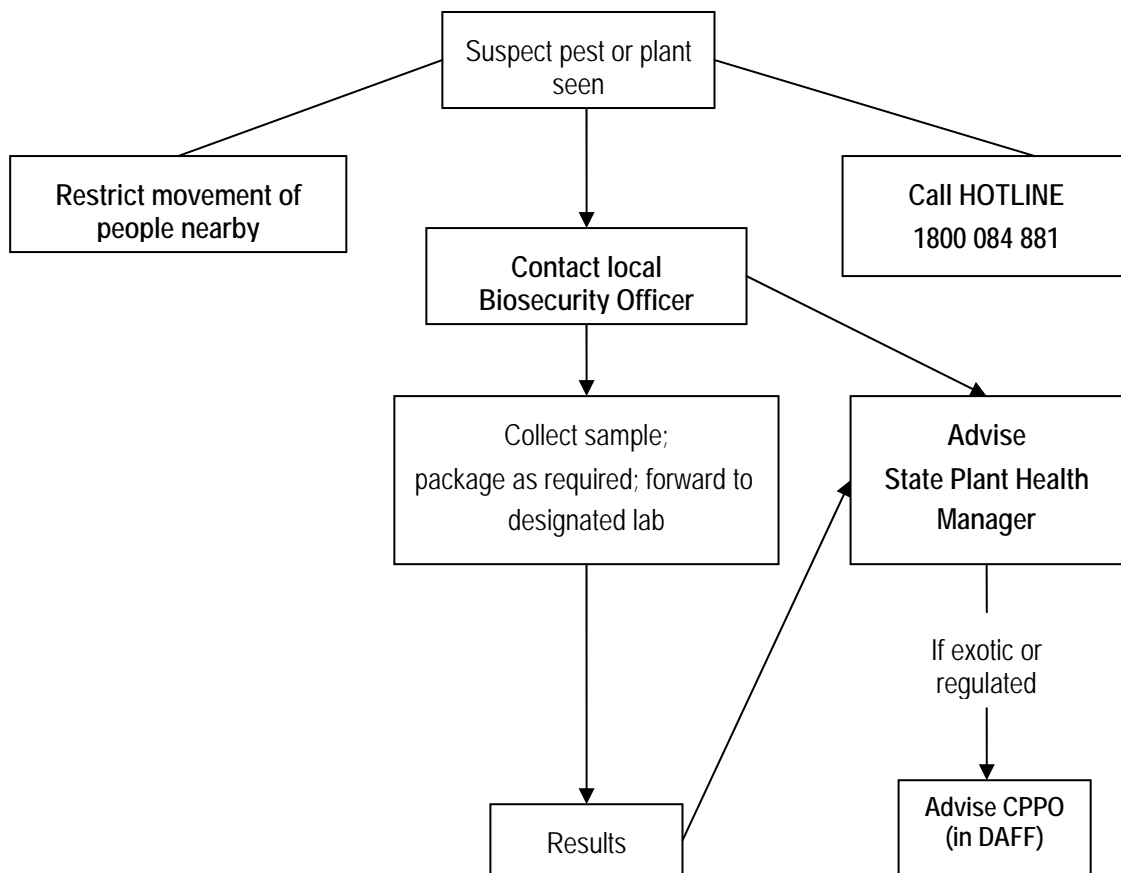 Suspect pest or plant
seen
Restrict movement of
people nearby
Call HOTLINE
1800 084 881
Contact local
Biosecurity Officer
Collect sample;
package as required; forward to
designated lab
Advise
State Plant Health
Manager
If exotic or
regulated
Results
Advise CPPO
(in DAFF)